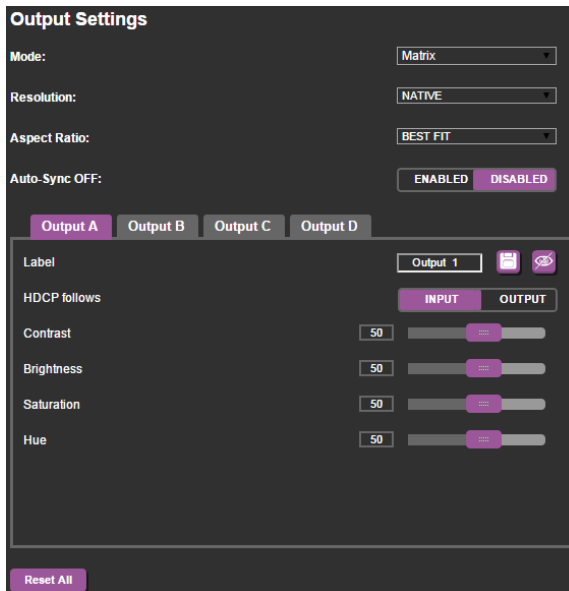 Output Settings
Mode: Matrix
Resolution: NATIVE
Aspect Ratio: BEST FIT
Auto-Sync OFF: ENABLED DISABLED
Output A Output B Output C Output D
Label Output 1
HDCP follows INPUT OUTPUT
Contrast 50
Brightness 50
Saturation 50
Hue 50
Reset All